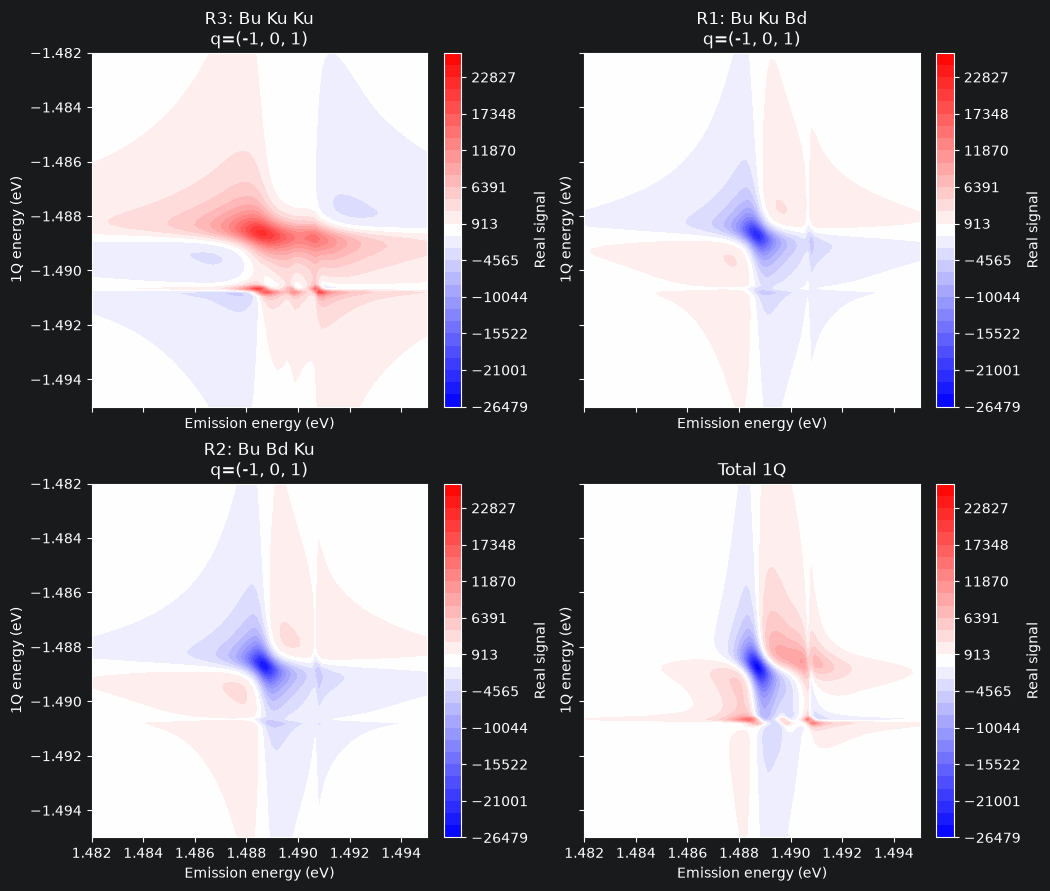 R3: Bu Ku Ku
q=(-1, 0, 1)
−1.482
−1.484
−1.486
−1.488
−1.490
−1.492
−1.494
1Q energy (eV)
Emission energy (eV)
22827
17348
11870
6391
913
−4565
−10044
−15522
−21001
−26479
Real signal
R1: Bu Ku Bd
q=(-1, 0, 1)
1Q energy (eV)
Emission energy (eV)
22827
17348
11870
6391
913
−4565
−10044
−15522
−21001
−26479
Real signal
R2: Bu Bd Ku
q=(-1, 0, 1)
−1.482
−1.484
−1.486
−1.488
−1.490
−1.492
−1.494
1Q energy (eV)
1.482 1.484 1.486 1.488 1.490 1.492 1.494
Emission energy (eV)
22827
17348
11870
6391
913
−4565
−10044
−15522
−21001
−26479
Real signal
Total 1Q
1Q energy (eV)
1.482 1.484 1.486 1.488 1.490 1.492 1.494
Emission energy (eV)
22827
17348
11870
6391
913
−4565
−10044
−15522
−21001
−26479
Real signal